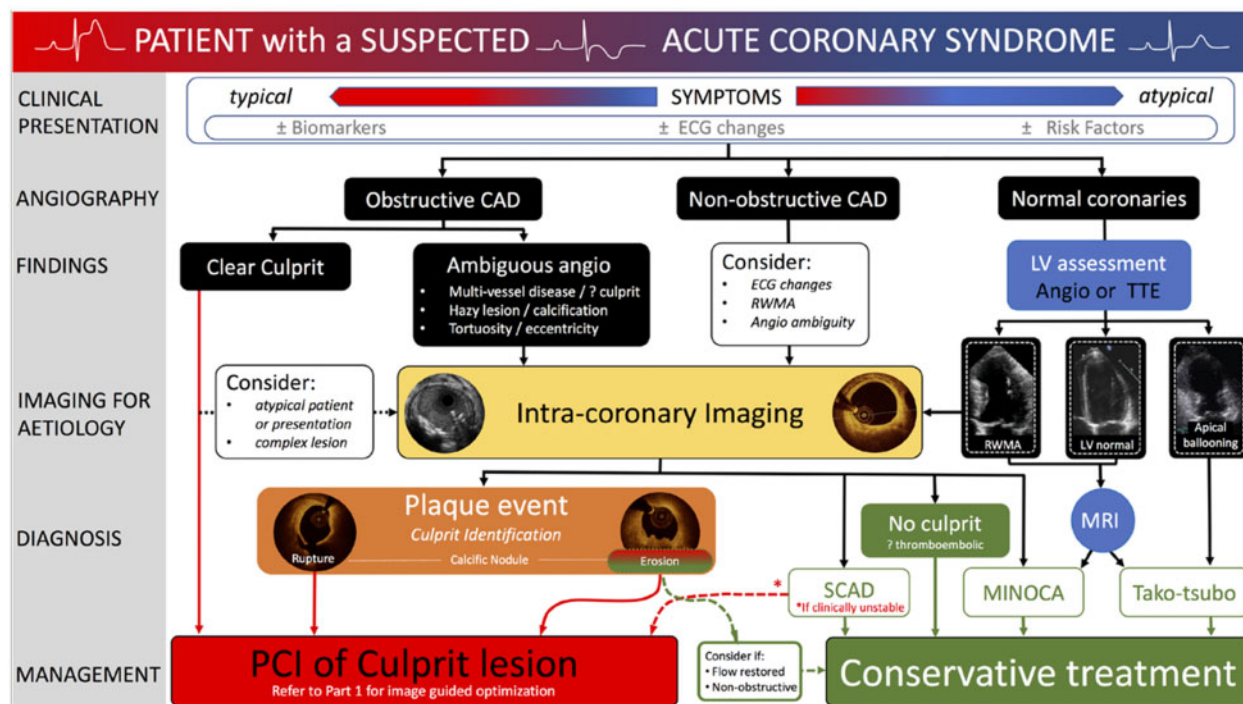 PATIENT with a SUSPECTED ACUTE CORONARY SYNDROME
CLINICAL
PRESENTATION
typical
SYMPTOMS
atypical
± Biomarkers
± ECG changes
± Risk Factors
ANGIOGRAPHY
Obstructive CAD
Non-obstructive CAD
Normal coronaries
FINDINGS
Clear Culprit
Ambiguous angio
• Multi-vessel disease / ? culprit
• Hazy lesion / calcification
• Tortuosity / eccentricity
Consider:
• ECG changes
• RWMA
• Angio ambiguity
LV assessment
Angio or TTE
IMAGING FOR
AETIOLOGY
Consider:
• atypical patient
or presentation
• complex lesion
Intra-coronary Imaging
RWMA
LV normal
Apical
ballooning
DIAGNOSIS
Plaque event
Culprit Identification
Rupture
Calcific Nodule
Erosion
No culprit
? thromboembolic
MRI
*
SCAD
*If clinically unstable
MINOCA
Tako-tsubo
MANAGEMENT
PCI of Culprit lesion
Refer to Part 1 for image guided optimization
Consider if:
• Flow restored
• Non-obstructive
Conservative treatment